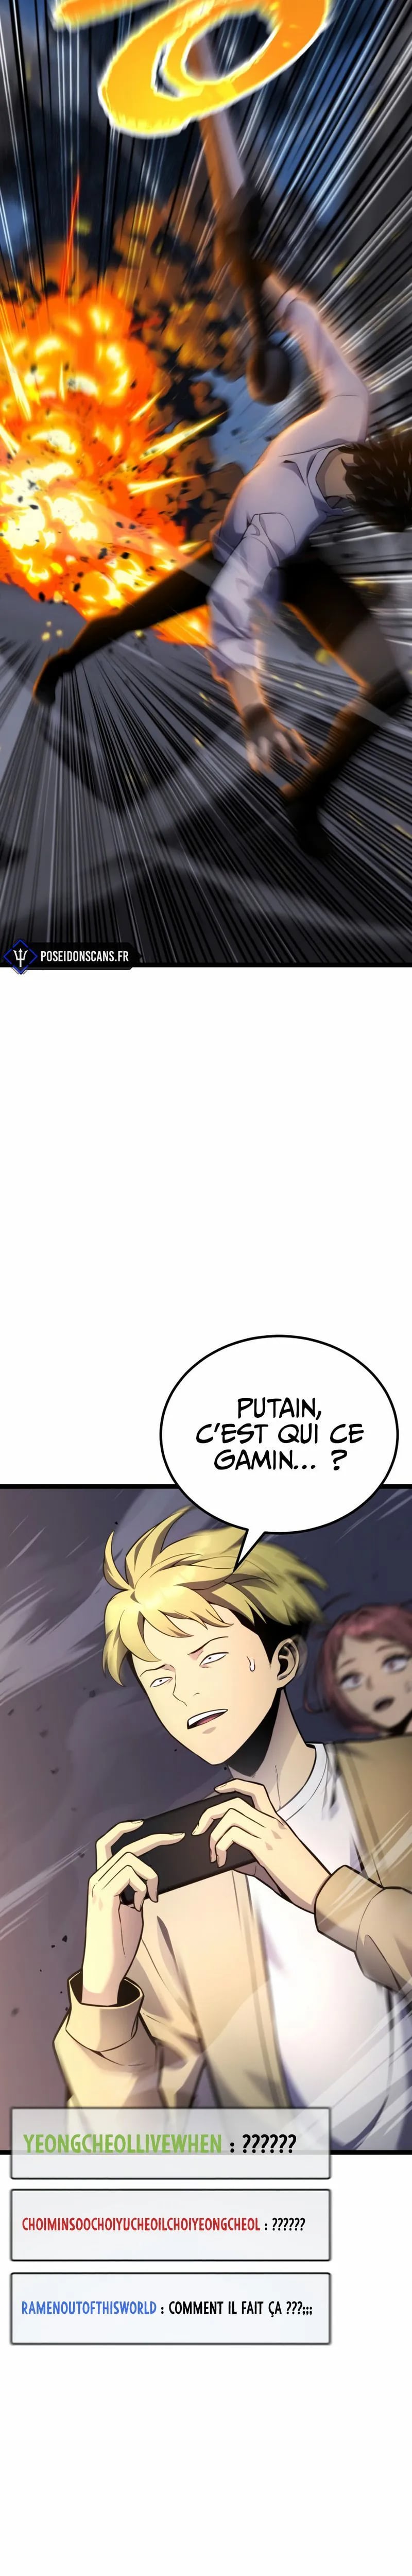 POSEIDONSCANS.FR
PUTAIN,
C'EST QUI CE
GAMIN... ?
YEONGCHEOLLIVEWHEN : ??????
CHOIMINSOOCHOIYUCHEOILCHOIYEONGCHEOL : ??????
RAMENOUTOFTHISWORLD : COMMENT IL FAIT ÇA ???;;;